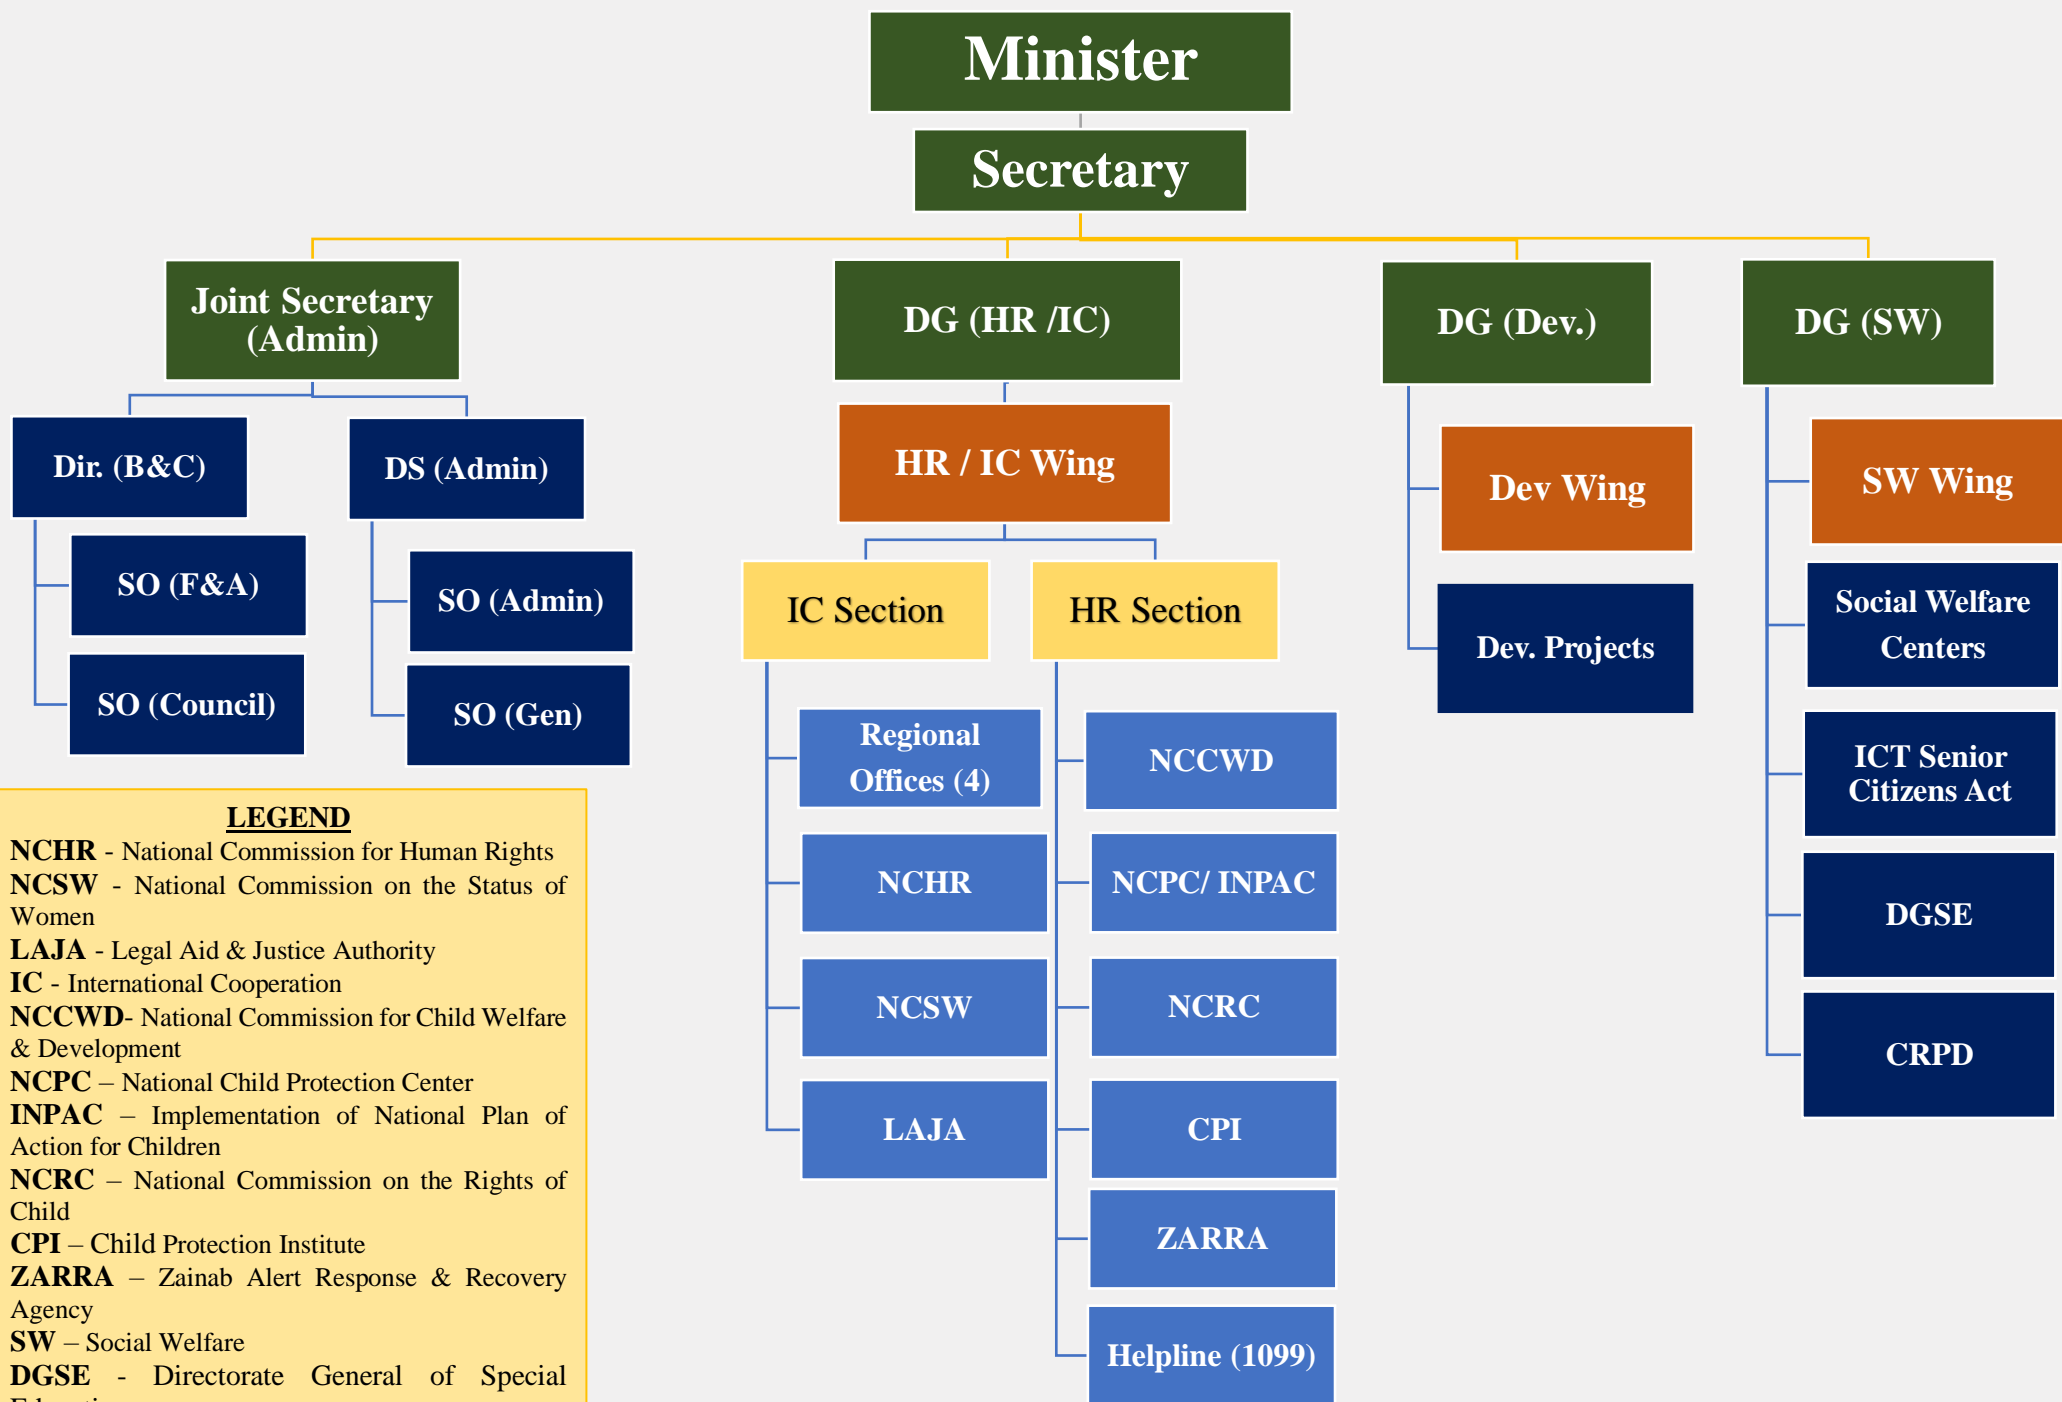 Minister
Secretary
Joint Secretary
(Admin)
DG (HR /IC)
DG (Dev.)
DG (SW)
Dir. (B&C)
DS (Admin)
SO (F&A)
SO (Council)
SO (Admin)
SO (Gen)
HR / IC Wing
IC Section
HR Section
Regional
Offices (4)
NCHR
NCSW
LAJA
NCCWD
NCPC/ INPAC
NCRC
CPI
ZARRA
Helpline (1099)
Dev Wing
Dev. Projects
SW Wing
Social Welfare
Centers
ICT Senior
Citizens Act
DGSE
CRPD
LEGEND
NCHR - National Commission for Human Rights
NCSW - National Commission on the Status of
Women
LAJA - Legal Aid & Justice Authority
IC - International Cooperation
NCCWD- National Commission for Child Welfare
& Development
NCPC – National Child Protection Center
INPAC – Implementation of National Plan of
Action for Children
NCRC – National Commission on the Rights of
Child
CPI – Child Protection Institute
ZARRA – Zainab Alert Response & Recovery
Agency
SW – Social Welfare
DGSE - Directorate General of Special